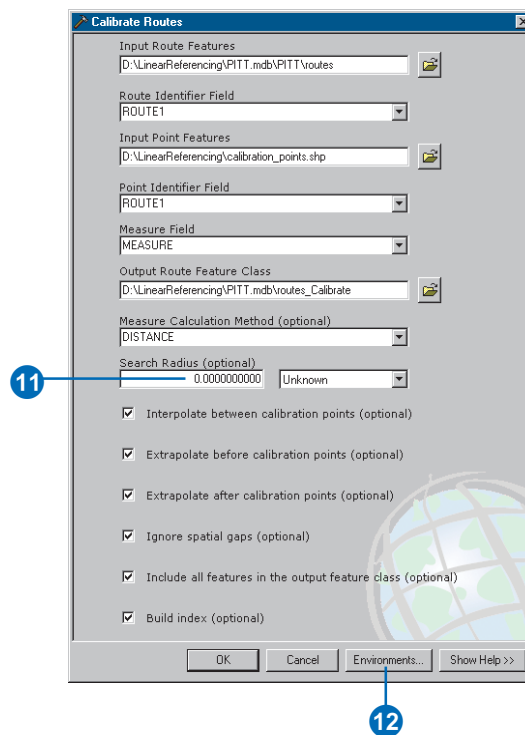 Calibrate Routes
Input Route Features
D:\LinearReferencing\PITT.mdb\PITT\routes
Route Identifier Field
ROUTE1
Input Point Features
D:\LinearReferencing\calibration_points.shp
Point Identifier Field
ROUTE1
Measure Field
MEASURE
Output Route Feature Class
D:\LinearReferencing\PITT.mdb\routes_Calibrate
Measure Calculation Method (optional)
DISTANCE
Search Radius (optional)
11 0.0000000000 Unknown
Interpolate between calibration points (optional)
Extrapolate before calibration points (optional)
Extrapolate after calibration points (optional)
Ignore spatial gaps (optional)
Include all features in the output feature class (optional)
Build index (optional)
OK Cancel Environments... Show Help >>
12